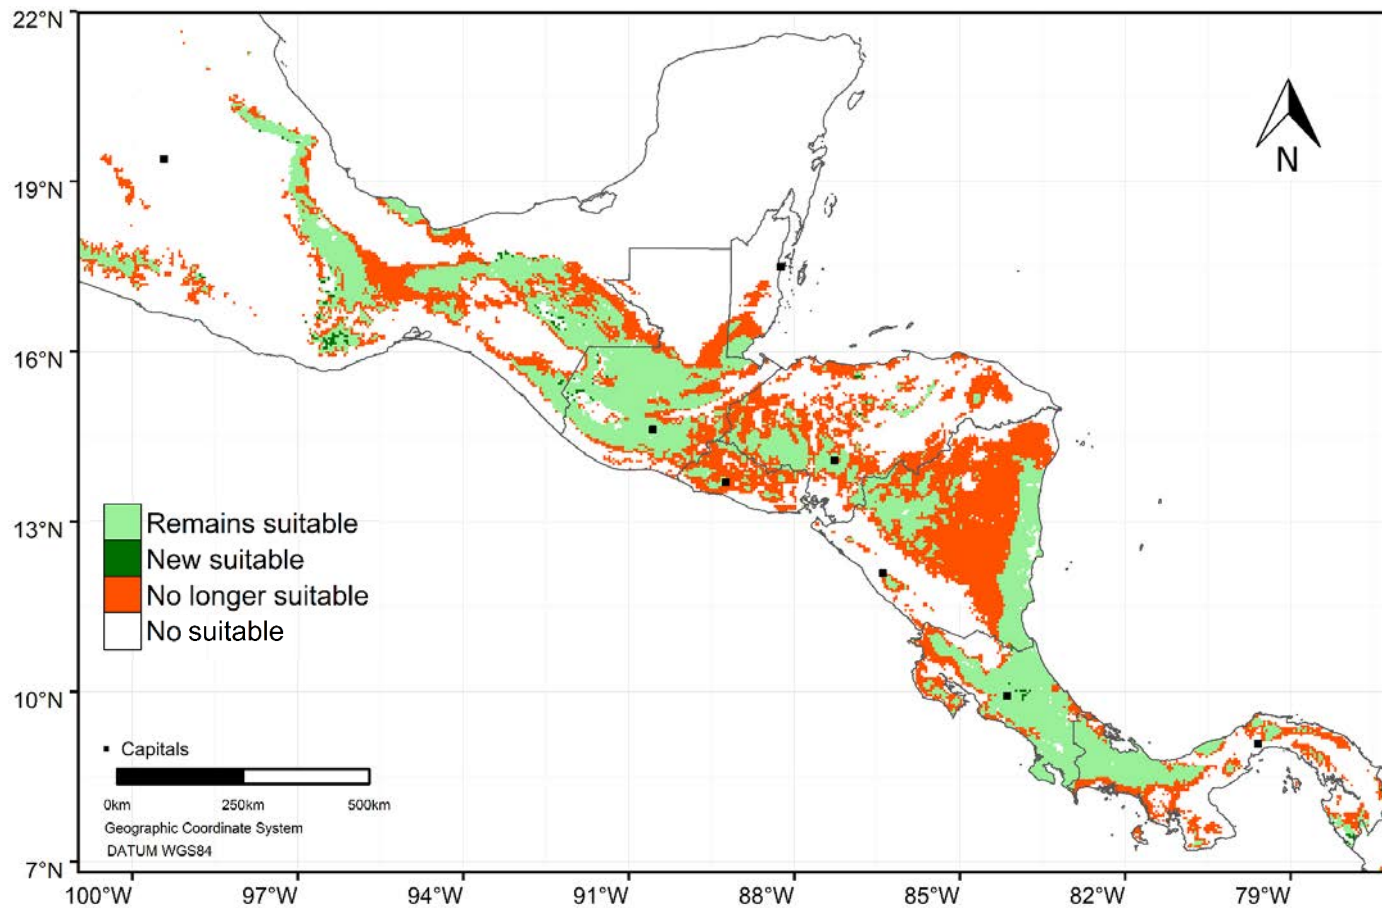 22°N
19°N
16°N
13°N
10°N
7°N
N
Remains suitable
New suitable
No longer suitable
No suitable
Capitals
0km 250km 500km
Geographic Coordinate System
DATUM WGS84
100°W 97°W 94°W 91°W 88°W 85°W 82°W 79°W